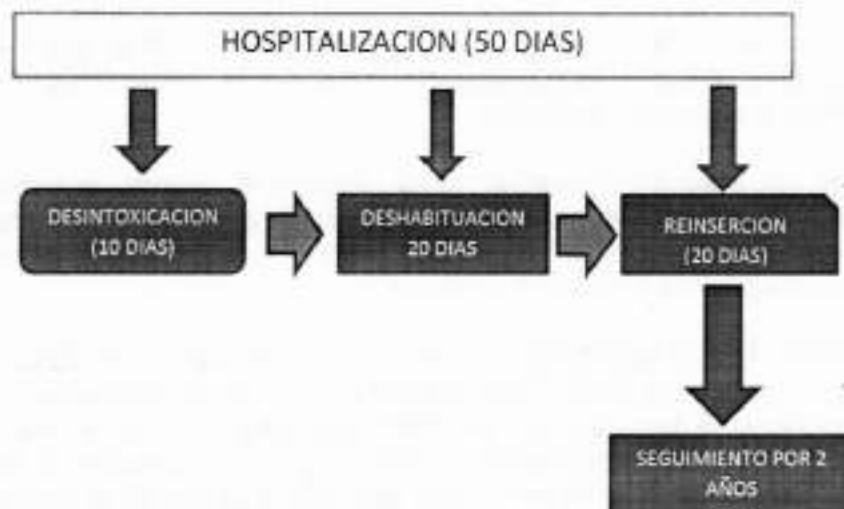 HOSPITALIZACION (50 DIAS)
DESINTOXICACION
(10 DIAS)
DESHABITUACION
20 DIAS
REINSERCION
(20 DIAS)
SEGUIMIENTO POR 2
AÑOS